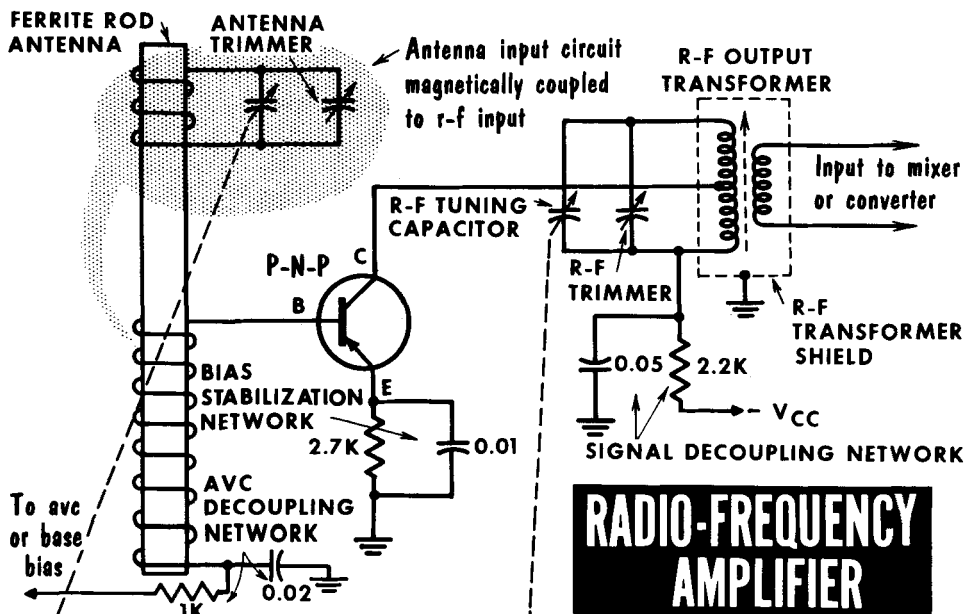 FERRITE ROD
ANTENNA
ANTENNA
TRIMMER
Antenna input circuit
magnetically coupled
to r-f input
R-F OUTPUT
TRANSFORMER
Input to mixer
or converter
R-F TUNING
CAPACITOR
R-F
TRIMMER
R-F
TRANSFORMER
SHIELD
P-N-P
C
B
E
BIAS
STABILIZATION
NETWORK
2.7K
0.01
0.05
2.2K
- VCC
SIGNAL DECOUPLING NETWORK
AVC
DECOUPLING
NETWORK
To avc
or base
bias
1K
0.02
RADIO-FREQUENCY
AMPLIFIER